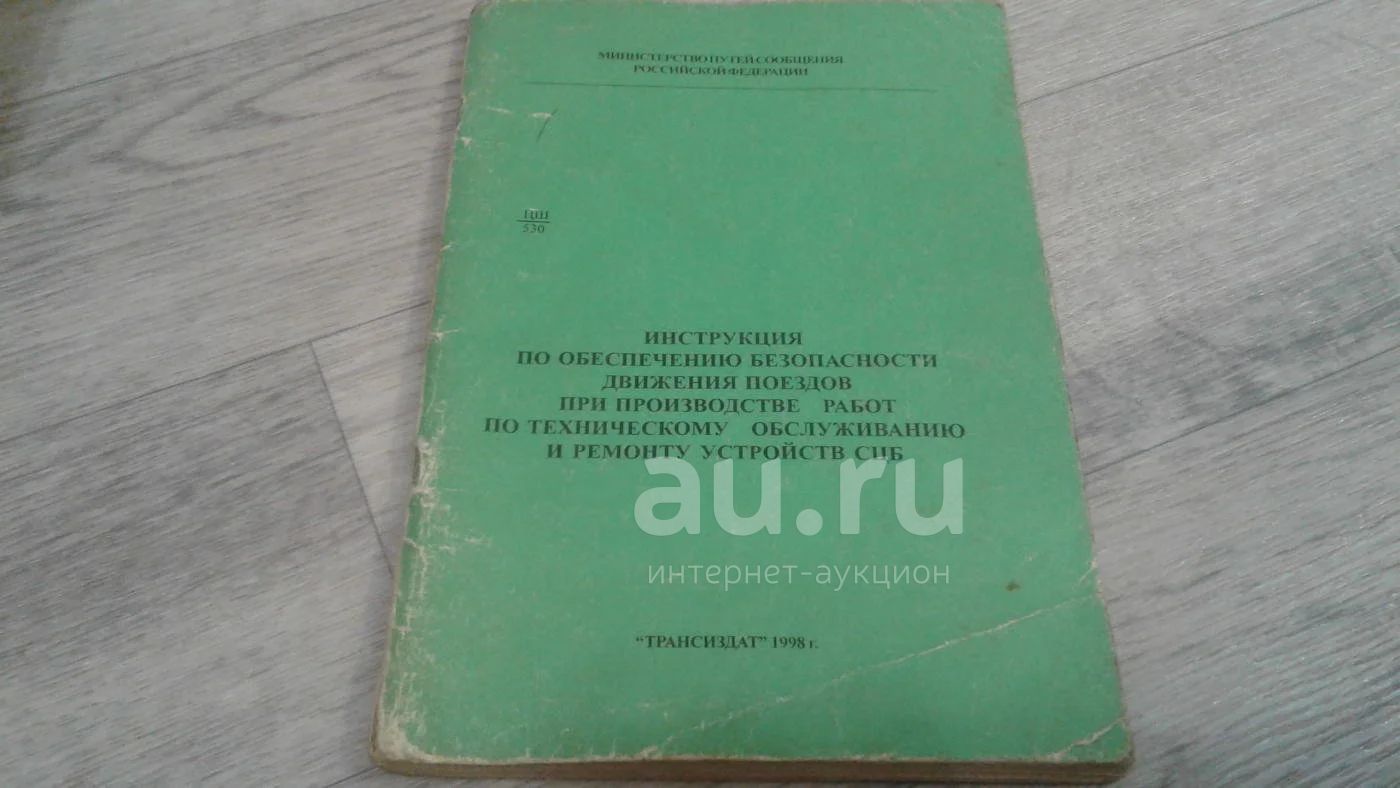 МИНИСТЕРСТВО ПУТЕЙ СООБЩЕНИЯ
РОССИЙСКОЙ ФЕДЕРАЦИИ
ЦШ
530
ИНСТРУКЦИЯ
ПО ОБЕСПЕЧЕНИЮ БЕЗОПАСНОСТИ
ДВИЖЕНИЯ ПОЕЗДОВ
ПРИ ПРОИЗВОДСТВЕ РАБОТ
ПО ТЕХНИЧЕСКОМУ ОБСЛУЖИВАНИЮ
И РЕМОНТУ УСТРОЙСТВ СЦБ
au.ru
интернет-аукцион
“ТРАНСИЗДАТ” 1998 г.